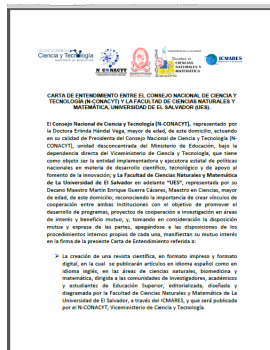 Ciencia y Tecnología
N CONACYT
ICMARES
CARTA DE ENTENDIMIENTO ENTRE EL CONSEJO NACIONAL DE CIENCIA Y
TECNOLOGÍA (N-CONACYT) Y LA FACULTAD DE CIENCIAS NATURALES Y
MATEMÁTICA, UNIVERSIDAD DE EL SALVADOR (UES).
El Consejo Nacional de Ciencia y Tecnología [N-CONACYT], representado por
la Doctora Erlinda Hándal Vega, mayor de edad, de este domicilio, actuando
en su calidad de Presidenta del Consejo Nacional de Ciencia y Tecnología [N-
CONACYT], unidad desconcentrada del Ministerio de Educación, bajo la
dependencia directa del Viceministerio de Ciencia y Tecnología, que tiene
como objeto ser la entidad implementadora y ejecutora estatal de políticas
nacionales en materia de desarrollo científico, tecnológico y de apoyo al
fomento de la innovación; y La Facultad de Ciencias Naturales y Matemática
de La Universidad de El Salvador en adelante "UES", representada por su
Decano Maestro Martín Enrique Guerra Cáceres, Maestro en Ciencias, mayor
de edad, de este domicilio; reconociendo la importancia de crear vínculos de
cooperación entre ambas Instituciones con el objetivo de promover el
desarrollo de programas, proyectos de cooperación e investigación en áreas
de interés y beneficio mutuo; y, tomando en consideración la disposición
mutua y expresa de las partes, apegándose a las disposiciones de los
procedimientos internos propios de cada una, manifiestan su mutuo interés
en la firma de la presente Carta de Entendimiento referida a:
➢ La creación de una revista científica, en formato impreso y formato
digital, en la cual se publicarán artículos en idioma español como en
idioma inglés, en las áreas de ciencias naturales, biomedicina y
matemática, dirigida a las comunidades de investigadores, académicos
y estudiantes de Educación Superior, editorializada, diseñada y
diagramada por la Facultad de Ciencias Naturales y Matemática de La
Universidad de El Salvador, a través del ICMARES, y que será publicada
por el N-CONACYT, Viceministerio de Ciencia y Tecnología.